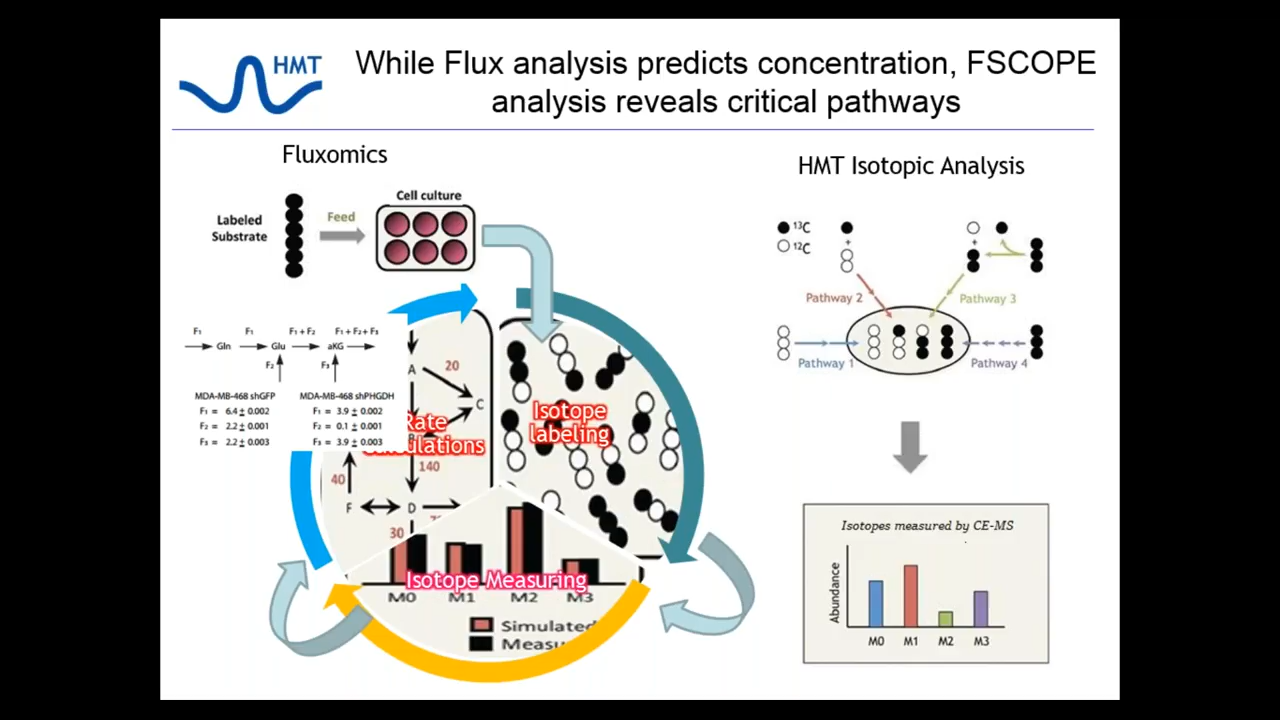 HMT
While Flux analysis predicts concentration, FSCOPE
analysis reveals critical pathways
Fluxomics
Labeled
Substrate
Feed
Cell culture
F₁
F₁
F₁ + F₂
F₁ + F₂ + F₃
Gln
Glu
aKG
F₂
F₃
MDA-MB-468 shGFP
F₁ = 6.4 ± 0.002
F₂ = 2.2 ± 0.001
F₃ = 2.2 ± 0.003
MDA-MB-468 shPHGDH
F₁ = 3.9 ± 0.002
F₂ = 0.1 ± 0.001
F₃ = 3.9 ± 0.003
A
20
C
Rate
140
40
F
D
30
Isotope
labeling
Isotope Measuring
M0
M1
M2
M3
Simulated
HMT Isotopic Analysis
¹³C
¹²C
Pathway 2
Pathway 3
Pathway 1
Pathway 4
Isotopes measured by CE-MS
Abundance
M0
M1
M2
M3